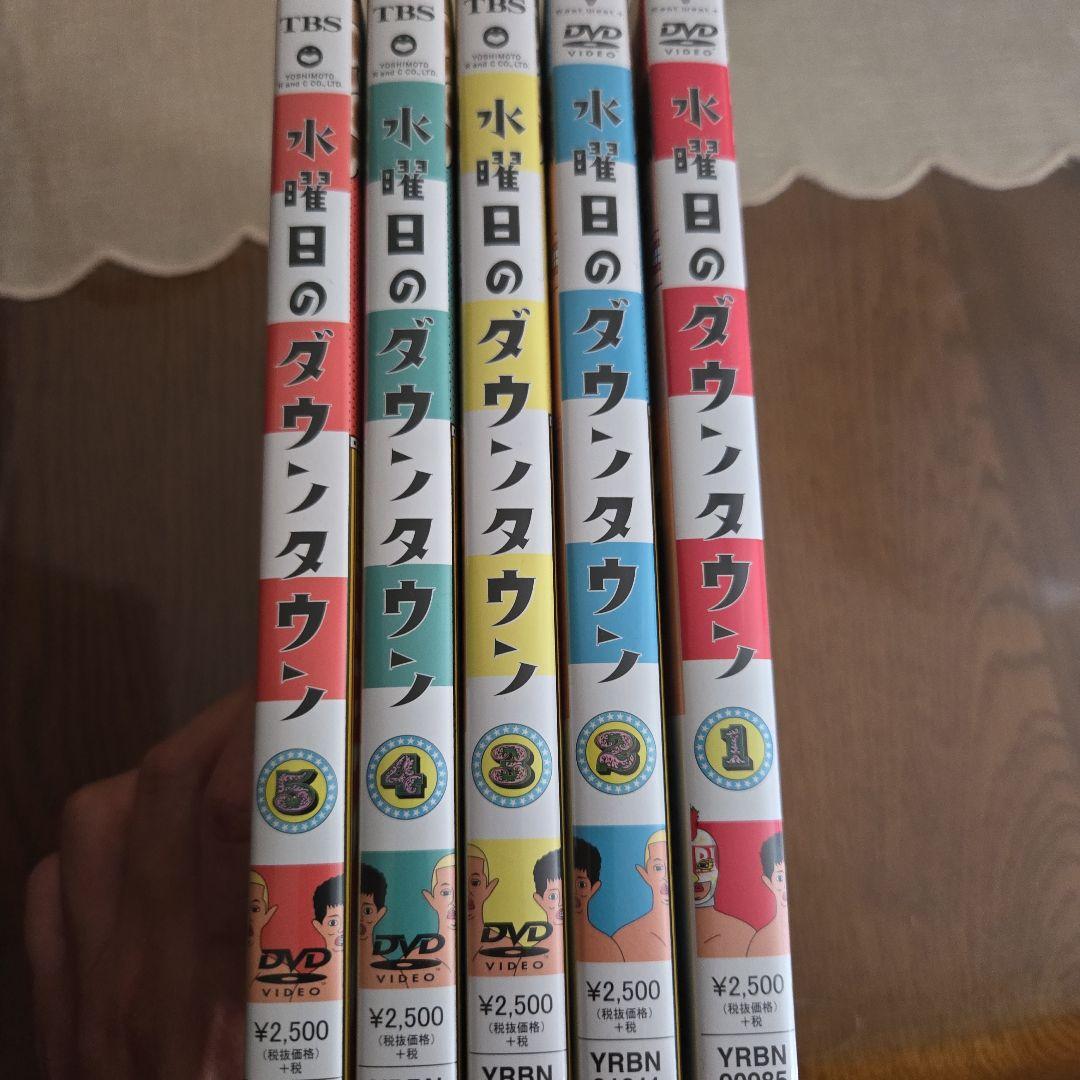 TBS
YOSHIMOTO
R and C CO.,LTD.
水曜日のダウンタウン
5
DVD
VIDEO
¥2,500
(税抜価格)
+税
TBS
YOSHIMOTO
R and C CO.,LTD.
水曜日のダウンタウン
4
DVD
VIDEO
¥2,500
(税抜価格)
+税
TBS
YOSHIMOTO
R and C CO.,LTD.
水曜日のダウンタウン
3
DVD
VIDEO
¥2,500
(税抜価格)
+税
YRBN
DVD
VIDEO
水曜日のダウンタウン
2
¥2,500
(税抜価格)
+税
YRBN
DVD
VIDEO
水曜日のダウンタウン
1
¥2,500
(税抜価格)
+税
YRBN